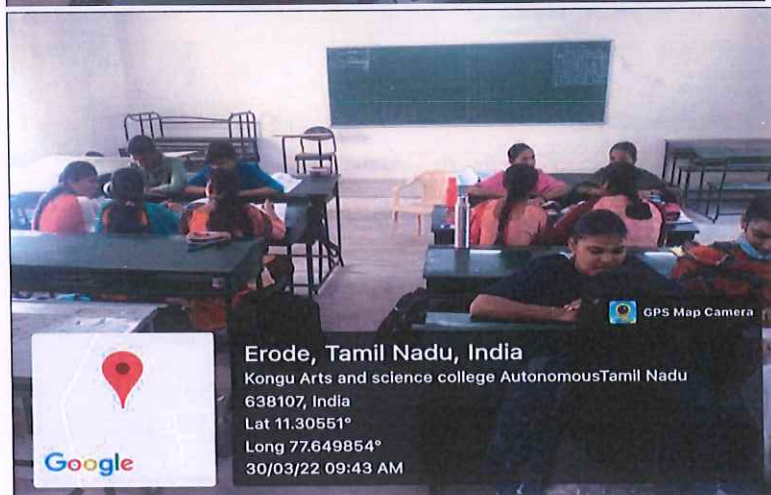 GPS Map Camera
Erode, Tamil Nadu, India
Kongu Arts and science college AutonomousTamil Nadu
638107, India
Lat 11.30551°
Long 77.649854°
30/03/22 09:43 AM
Google